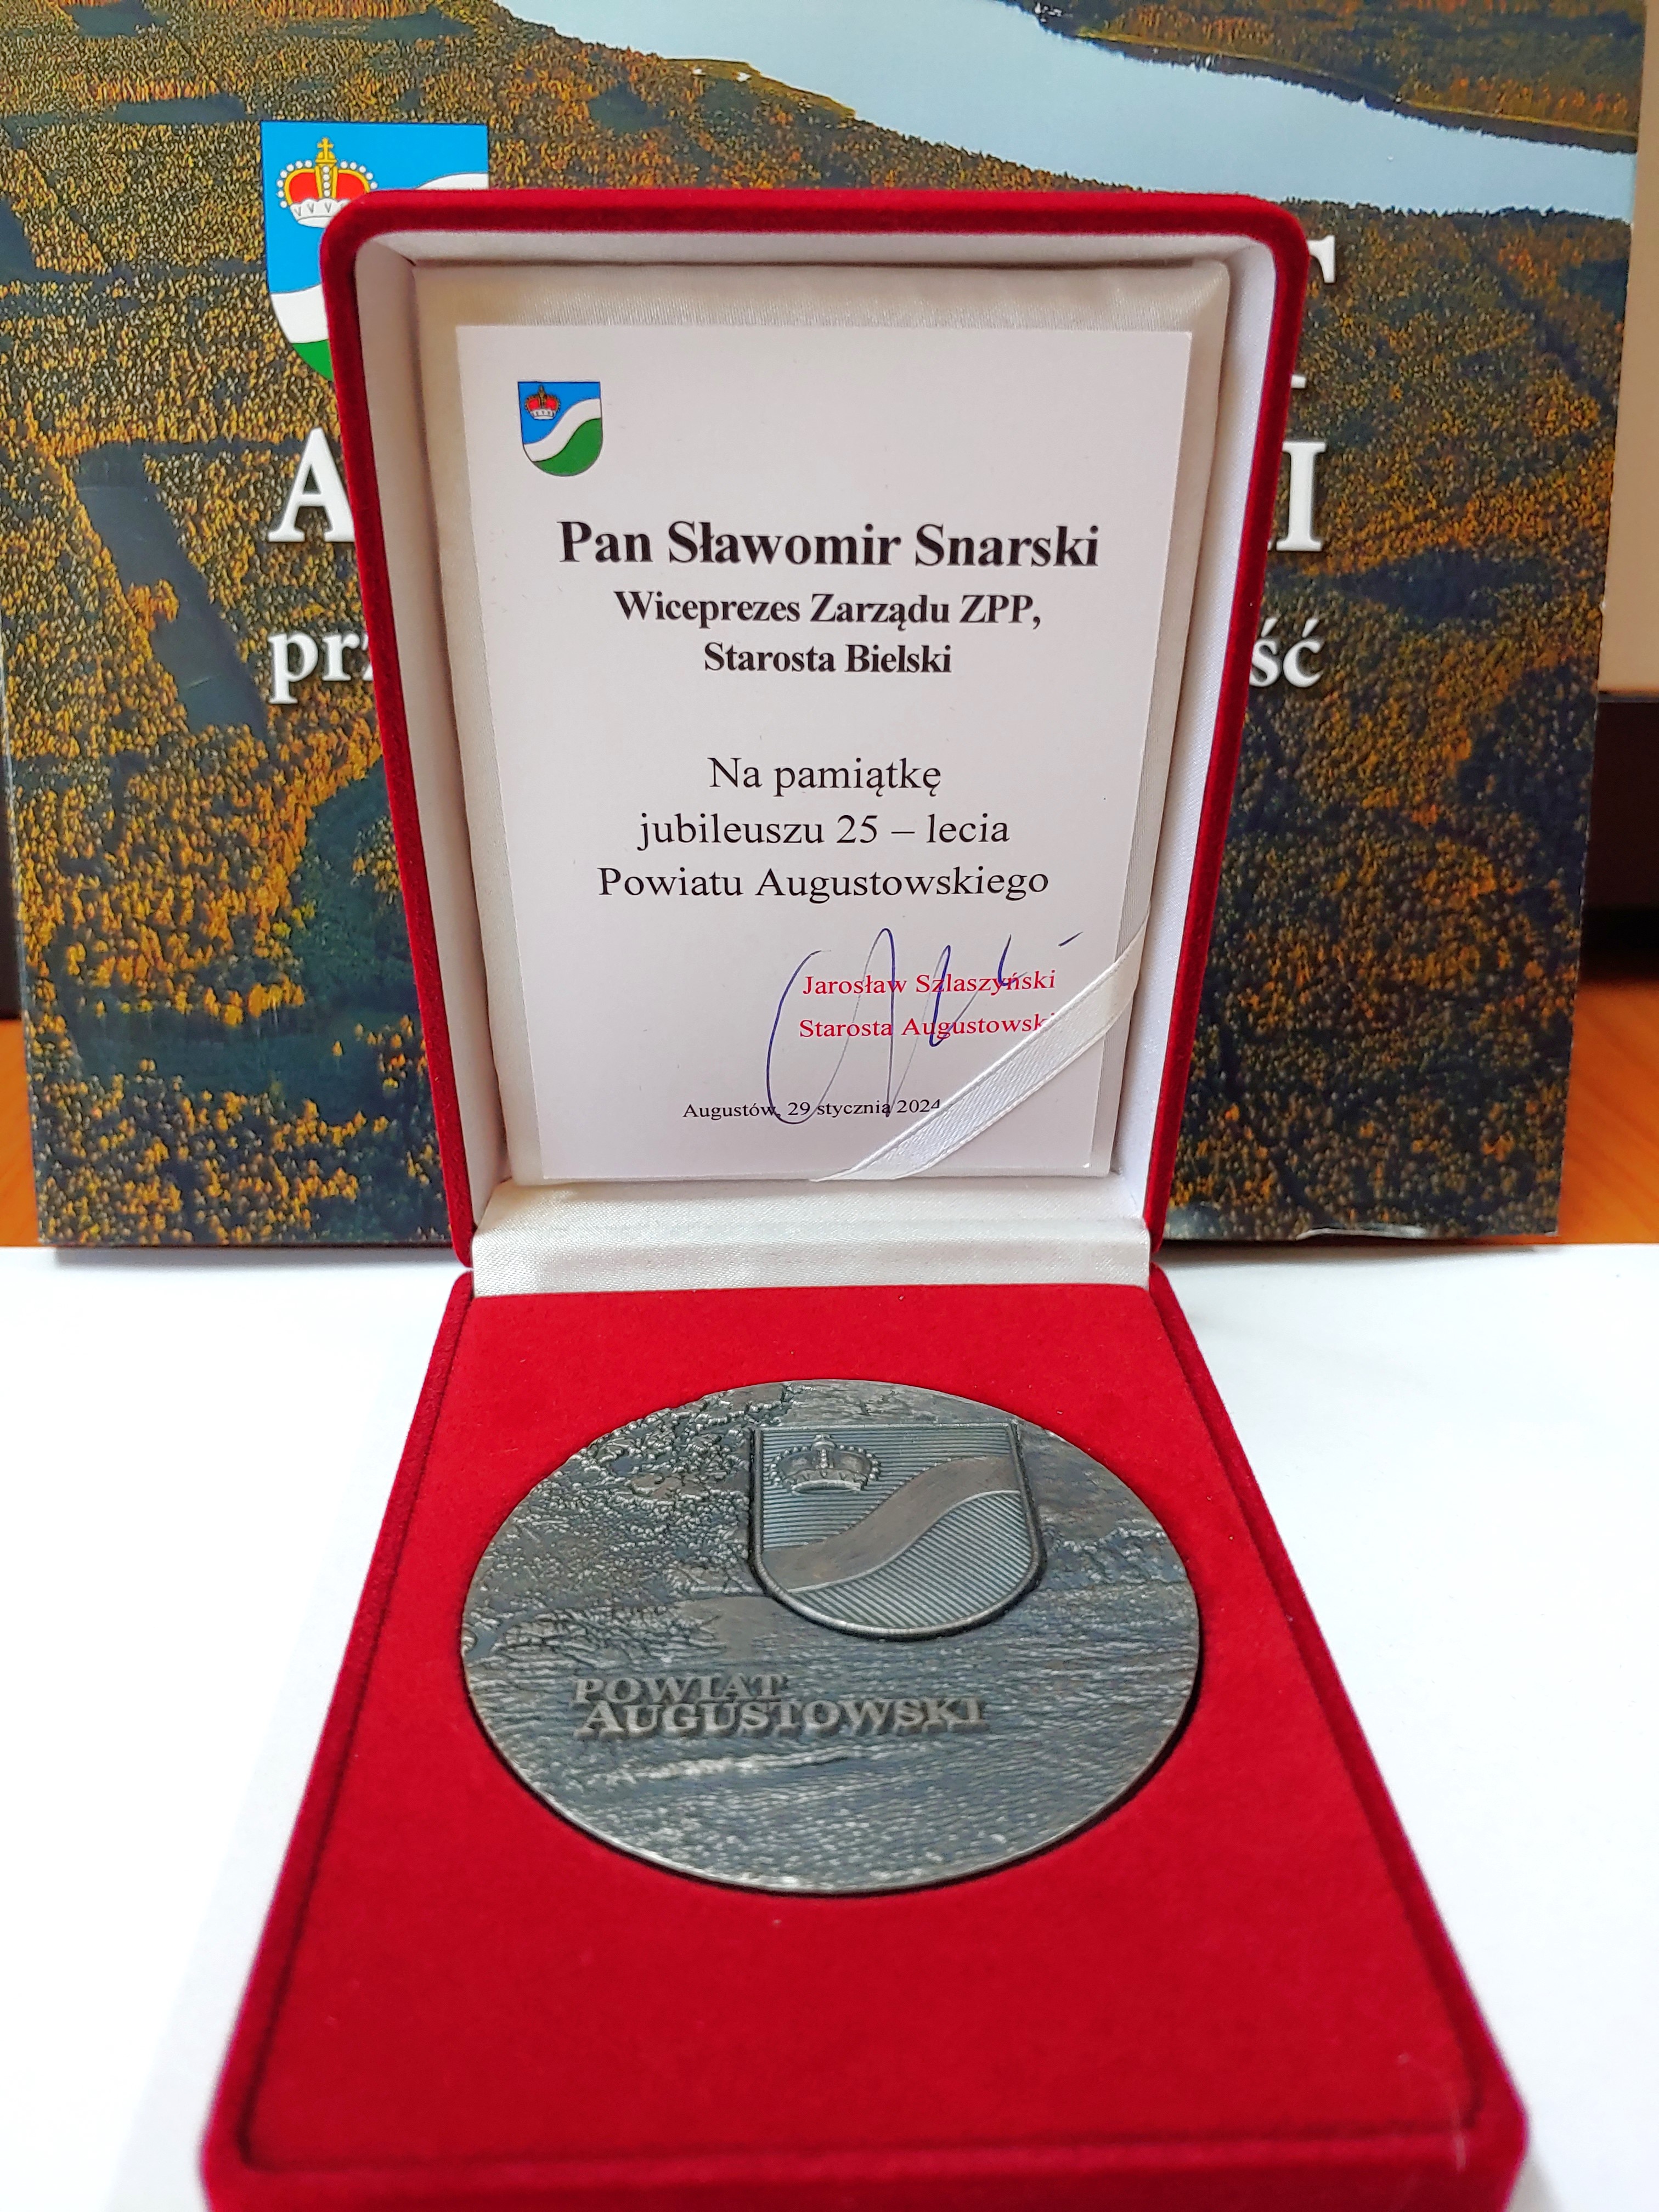 Pan Sławomir Snarski
Wiceprezes Zarządu ZPP,
Starosta Bielski
Na pamiątkę
jubileuszu 25 – lecia
Powiatu Augustowskiego
Jarosław Szlaszyński
Starosta Augustowski
Augustów, 29 stycznia 2024
POWIAT
AUGUSTOWSKI